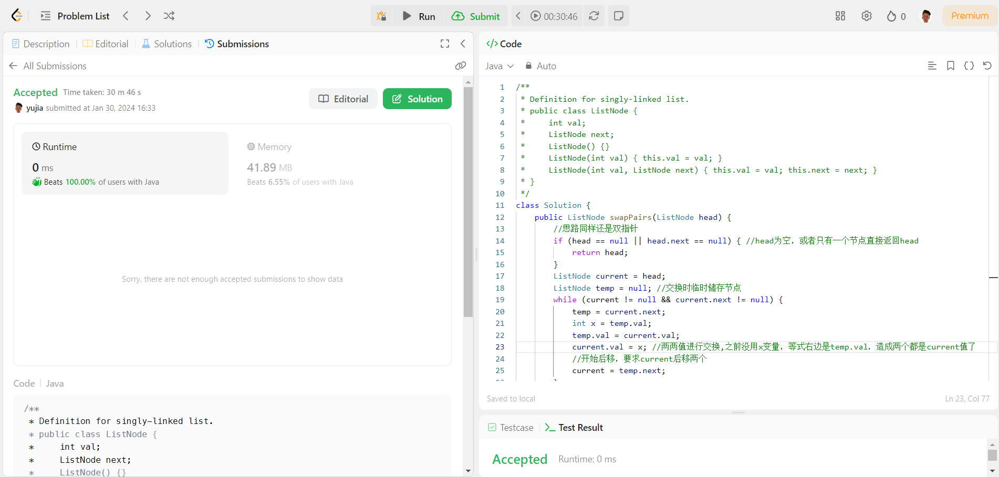 Problem List
Run
Submit
00:30:46
0
Premium
Description
Editorial
Solutions
Submissions
All Submissions
Accepted Time taken: 30 m 46 s
yujia submitted at Jan 30, 2024 16:33
Editorial
Solution
Runtime
0 ms
Beats 100.00% of users with Java
Memory
41.89 MB
Beats 6.55% of users with Java
Sorry, there are not enough accepted submissions to show data
Code
Java
/**
* Definition for singly-linked list.
* public class ListNode {
*     int val;
*     ListNode next;
*     ListNode() {}
</> Code
Java
Auto
1 /**
2  * Definition for singly-linked list.
3  * public class ListNode {
4  *     int val;
5  *     ListNode next;
6  *     ListNode() {}
7  *     ListNode(int val) { this.val = val; }
8  *     ListNode(int val, ListNode next) { this.val = val; this.next = next; }
9  * }
10  */
11 class Solution {
12     public ListNode swapPairs(ListNode head) {
13         //思路同样还是双指针
14         if (head == null || head.next == null) { //head为空，或者只有一个节点直接返回head
15             return head;
16         }
17         ListNode current = head;
18         ListNode temp = null; //交换时临时储存节点
19         while (current != null && current.next != null) {
20             temp = current.next;
21             int x = temp.val;
22             temp.val = current.val;
23             current.val = x; //两两值进行交换,之前没用x变量，等式右边是temp.val，造成两个都是current值了
24             //开始后移，要求current后移两个
25             current = temp.next;
Saved to local
Ln 23, Col 77
Testcase
Test Result
Accepted Runtime: 0 ms